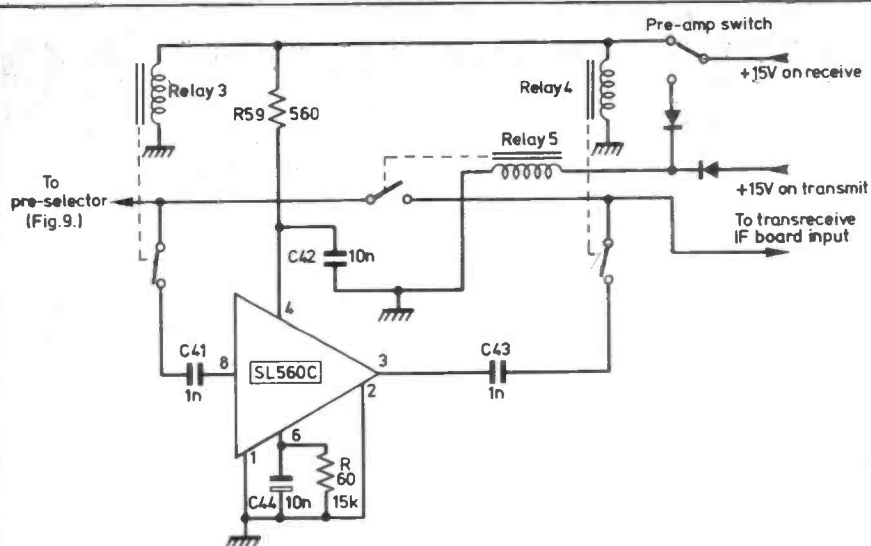 Pre-amp switch
+15V on receive
Relay 3
R59
560
Relay 4
Relay 5
To
pre-selector
(Fig.9.)
+15V on transmit
To transreceive
IF board input
C42
10n
4
C41
1n
8
SL560C
3
2
C43
1n
6
1
R
60
15k
C44
10n